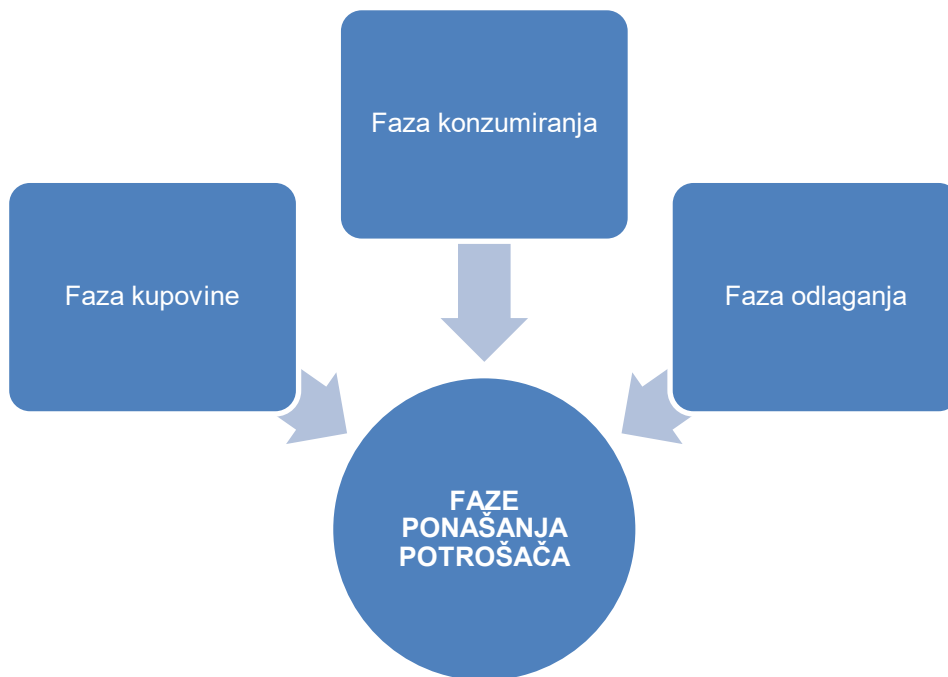 Faza konzumiranja
Faza kupovine
Faza odlaganja
FAZE
PONAŠANJA
POTROŠAČA